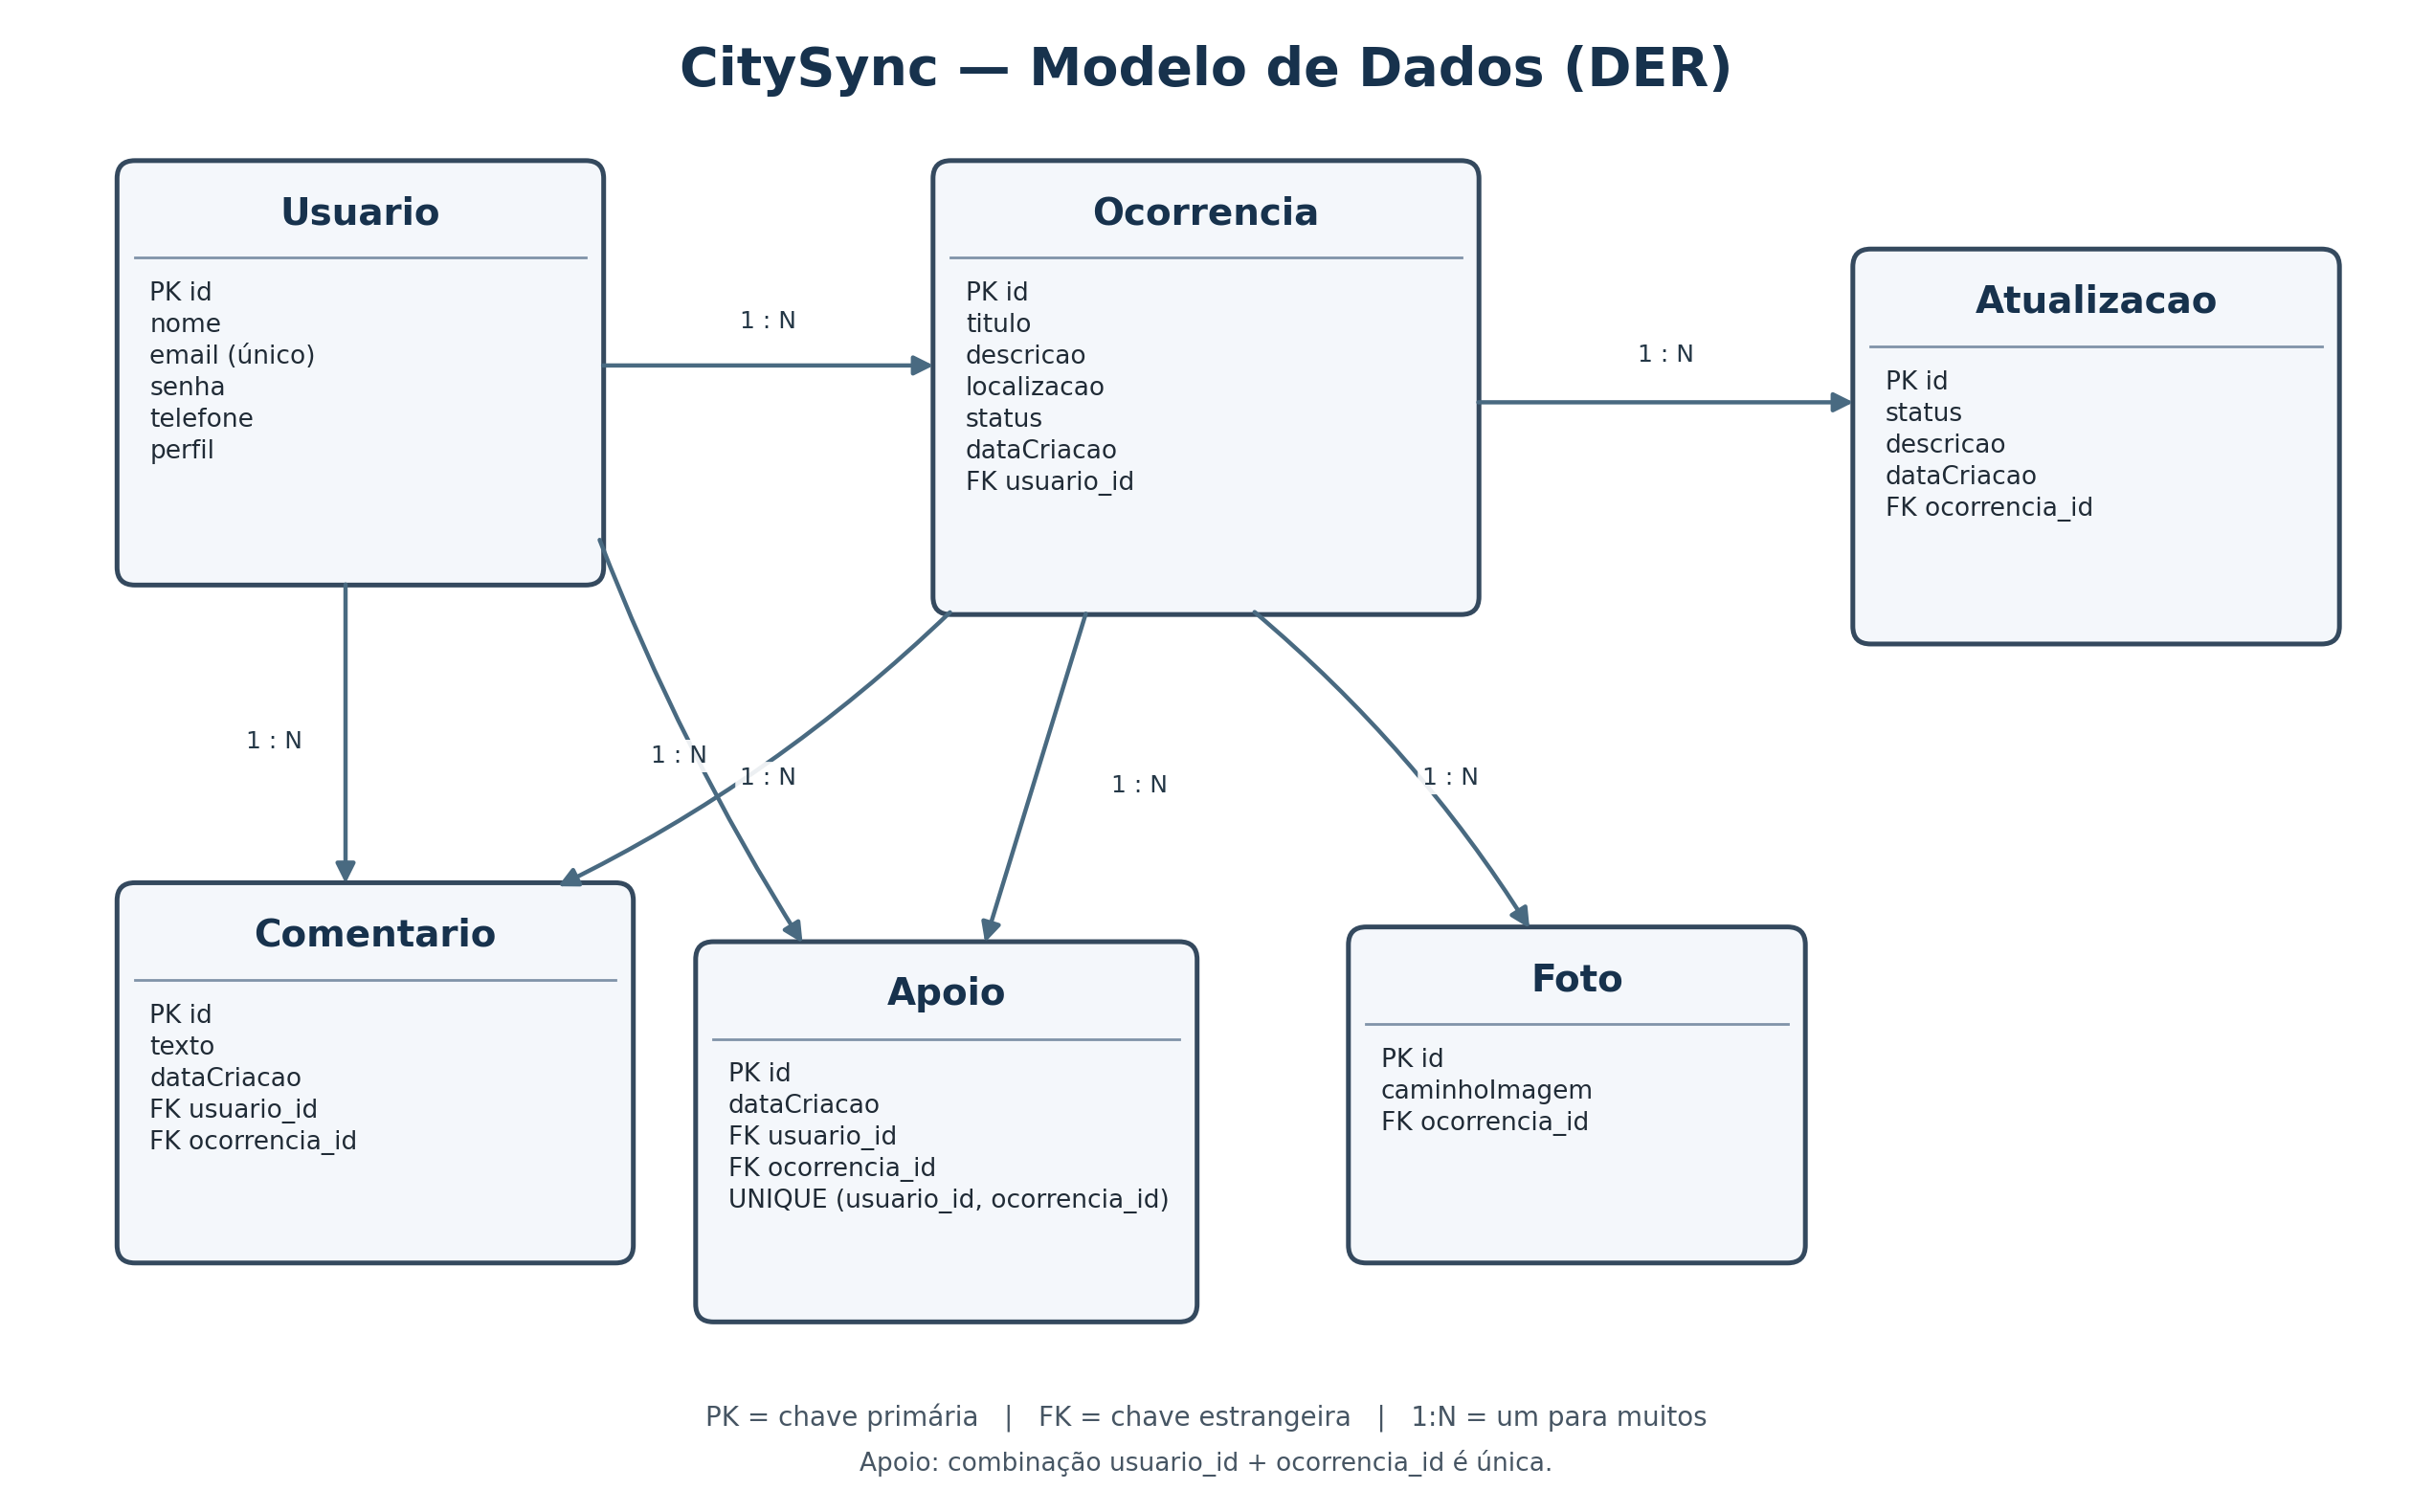 CitySync — Modelo de Dados (DER)
Usuario
PK id
nome
email (único)
senha
telefone
perfil
1 : N
Ocorrencia
PK id
titulo
descricao
localizacao
status
dataCriacao
FK usuario_id
1 : N
Atualizacao
PK id
status
descricao
dataCriacao
FK ocorrencia_id
1 : N
1 : N
1 : N
1 : N
1 : N
Comentario
PK id
texto
dataCriacao
FK usuario_id
FK ocorrencia_id
Apoio
PK id
dataCriacao
FK usuario_id
FK ocorrencia_id
UNIQUE (usuario_id, ocorrencia_id)
Foto
PK id
caminhoImagem
FK ocorrencia_id
PK = chave primária | FK = chave estrangeira | 1:N = um para muitos
Apoio: combinação usuario_id + ocorrencia_id é única.